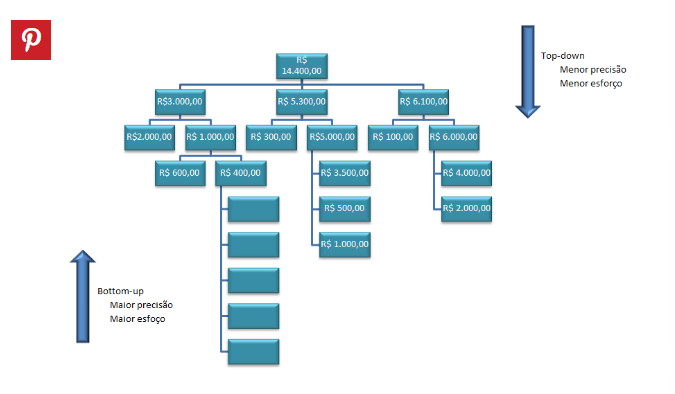 R$
14.400,00
Top-down
Menor precisão
Menor esforço
R$3.000,00
R$ 5.300,00
R$ 6.100,00
R$2.000,00
R$ 1.000,00
R$ 300,00
R$5.000,00
R$ 100,00
R$ 6.000,00
R$ 600,00
R$ 400,00
R$ 3.500,00
R$ 4.000,00
R$ 500,00
R$ 2.000,00
R$ 1.000,00
Bottom-up
Maior precisão
Maior esfoço